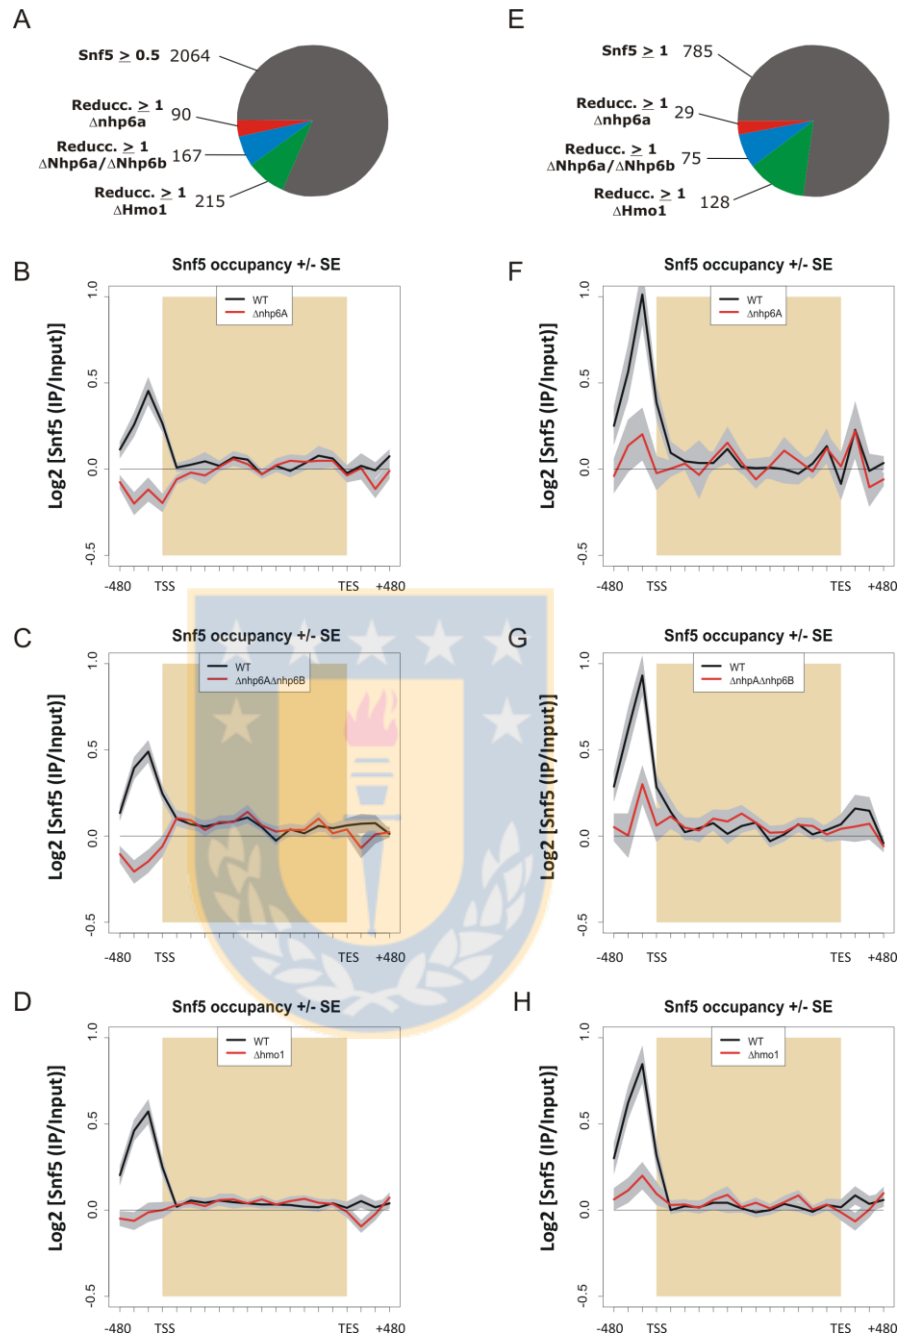 A
Snf5 ≥ 0.5 2064
Reducc. ≥ 1
Δnhp6a
90
Reducc. ≥ 1
ΔNhp6a/ΔNhp6b
167
Reducc. ≥ 1
ΔHmo1
215
E
Snf5 ≥ 1 785
Reducc. ≥ 1
Δnhp6a
29
Reducc. ≥ 1
ΔNhp6a/ΔNhp6b
75
Reducc. ≥ 1
ΔHmo1
128
B
Snf5 occupancy +/- SE
WT
Δnhp6A
Log2 [Snf5 (IP/Input)]
1.0
0.5
0.0
-0.5
-480 TSS TES +480
F
Snf5 occupancy +/- SE
WT
Δnhp6A
Log2 [Snf5 (IP/Input)]
1.0
0.5
0.0
-0.5
-480 TSS TES +480
C
Snf5 occupancy +/- SE
WT
Δnhp6AΔnhp6B
Log2 [Snf5 (IP/Input)]
1.0
0.5
0.0
-0.5
-480 TSS TES +480
G
Snf5 occupancy +/- SE
WT
ΔnhpAΔnhp6B
Log2 [Snf5 (IP/Input)]
1.0
0.5
0.0
-0.5
-480 TSS TES +480
D
Snf5 occupancy +/- SE
WT
Δhmo1
Log2 [Snf5 (IP/Input)]
1.0
0.5
0.0
-0.5
-480 TSS TES +480
H
Snf5 occupancy +/- SE
WT
Δhmo1
Log2 [Snf5 (IP/Input)]
1.0
0.5
0.0
-0.5
-480 TSS TES +480